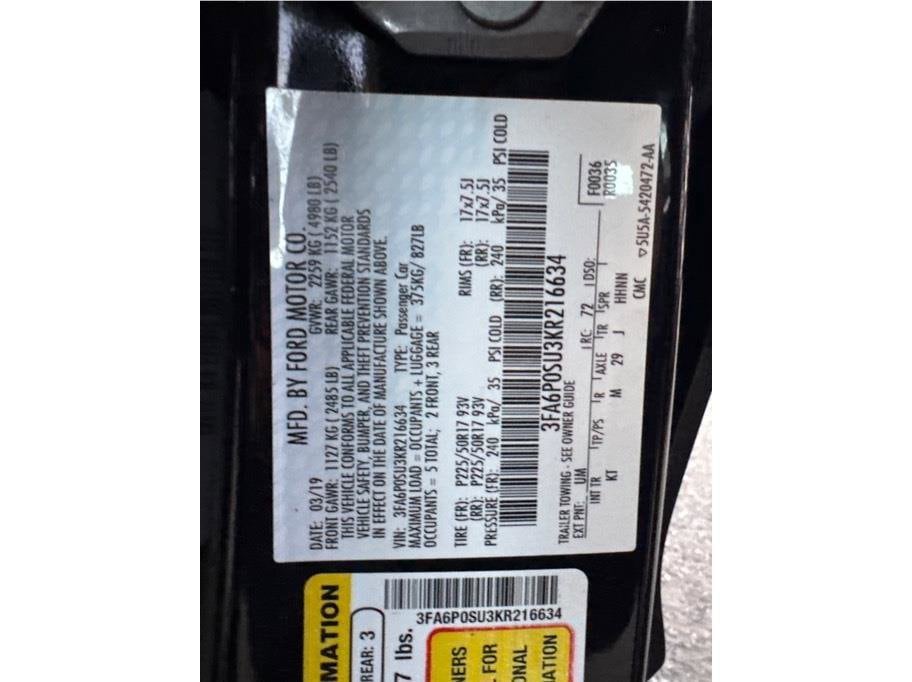 MFD. BY FORD MOTOR CO.
DATE: 03/19 GVWR: 2259 KG ( 4980 LB)
FRONT GAWR: 1127 KG ( 2485 LB) REAR GAWR: 1152 KG ( 2540 LB)
THIS VEHICLE CONFORMS TO ALL APPLICABLE FEDERAL MOTOR
VEHICLE SAFETY, BUMPER, AND THEFT PREVENTION STANDARDS
IN EFFECT ON THE DATE OF MANUFACTURE SHOWN ABOVE.
VIN: 3FA6P0SU3KR216634 TYPE: Passenger Car
MAXIMUM LOAD = OCCUPANTS + LUGGAGE = 375KG/ 827LB
OCCUPANTS = 5 TOTAL; 2 FRONT, 3 REAR
TIRE (FR): P225/50R17 93V RIMS (FR): 17x7.5J
(RR): P225/50R17 93V (RR): 17x7.5J
PRESSURE (FR): 240 kPa/ 35 PSI COLD (RR): 240 kPa/ 35 PSI COLD
3FA6P0SU3KR216634
TRAILER TOWING - SEE OWNER GUIDE F0036
EXT PNT: UM RC: 72 DSO: R0035
INT TR TP/PS R AXLE TR SPR
KT M 29 J HHNN
CMC
▽5U5A-5420472-AA
MATION
REAR: 3
7 lbs.
3FA6P0SU3KR216634
NERS
FOR
ONAL
ATION